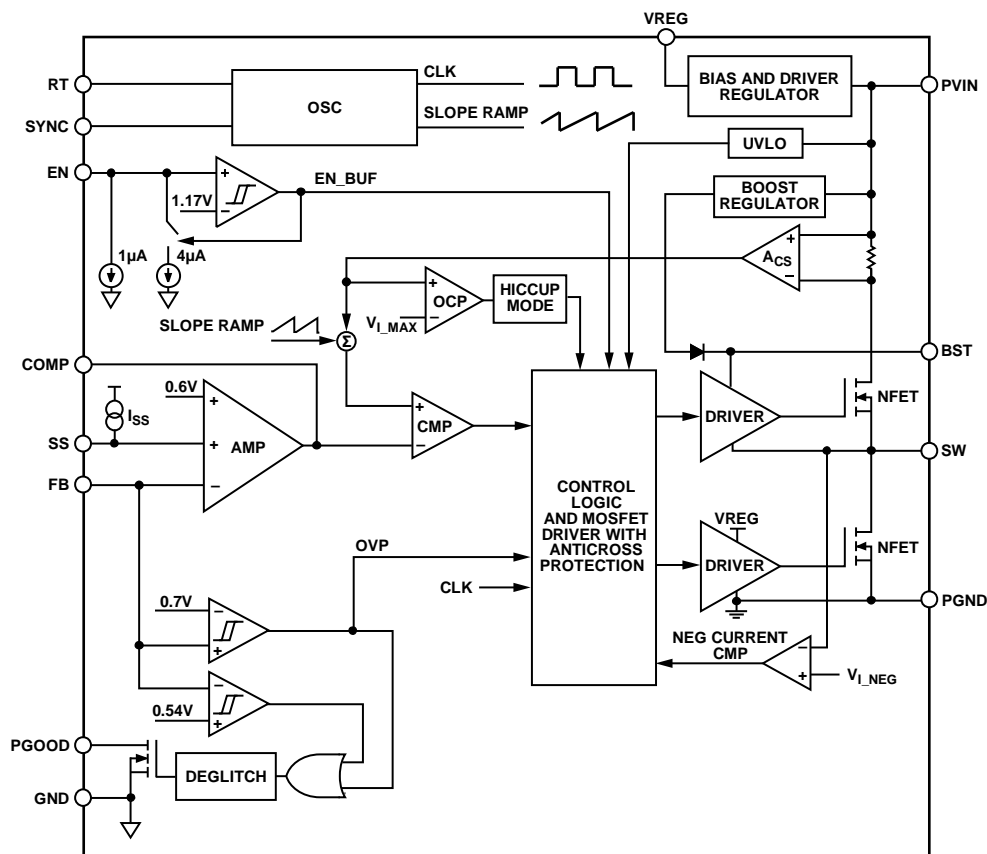 VREG
RT
OSC
CLK
BIAS AND DRIVER
REGULATOR
PVIN
SYNC
SLOPE RAMP
UVLO
EN
+
EN_BUF
1.17V
−
BOOST
REGULATOR
1µA
4µA
+
ACS
−
+
OCP
−
HICCUP
MODE
SLOPE RAMP
VI_MAX
Σ
COMP
BST
0.6V
+
ISS
+
CMP
−
DRIVER
NFET
SS
+
AMP
SW
FB
−
CONTROL
LOGIC
AND MOSFET
DRIVER WITH
ANTICROSS
PROTECTION
VREG
NFET
OVP
DRIVER
CLK
PGND
0.7V
−
+
NEG CURRENT
CMP
−
+
VI_NEG
−
0.54V
+
PGOOD
DEGLITCH
GND